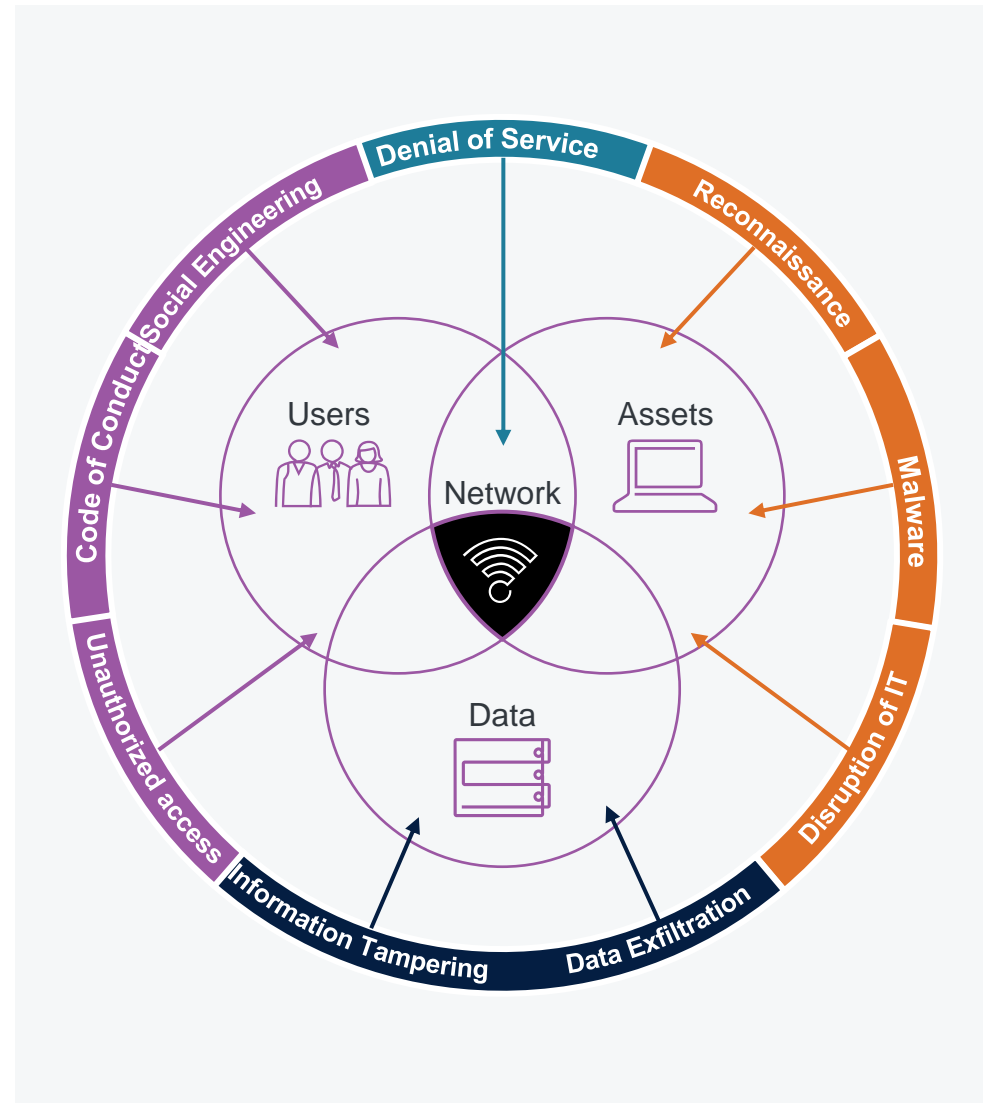 Denial of Service
Reconnaissance
Malware
Disruption of IT
Data Exfiltration
Information Tampering
Unauthorized access
Code of Conduct
Social Engineering
Users
Assets
Network
Data